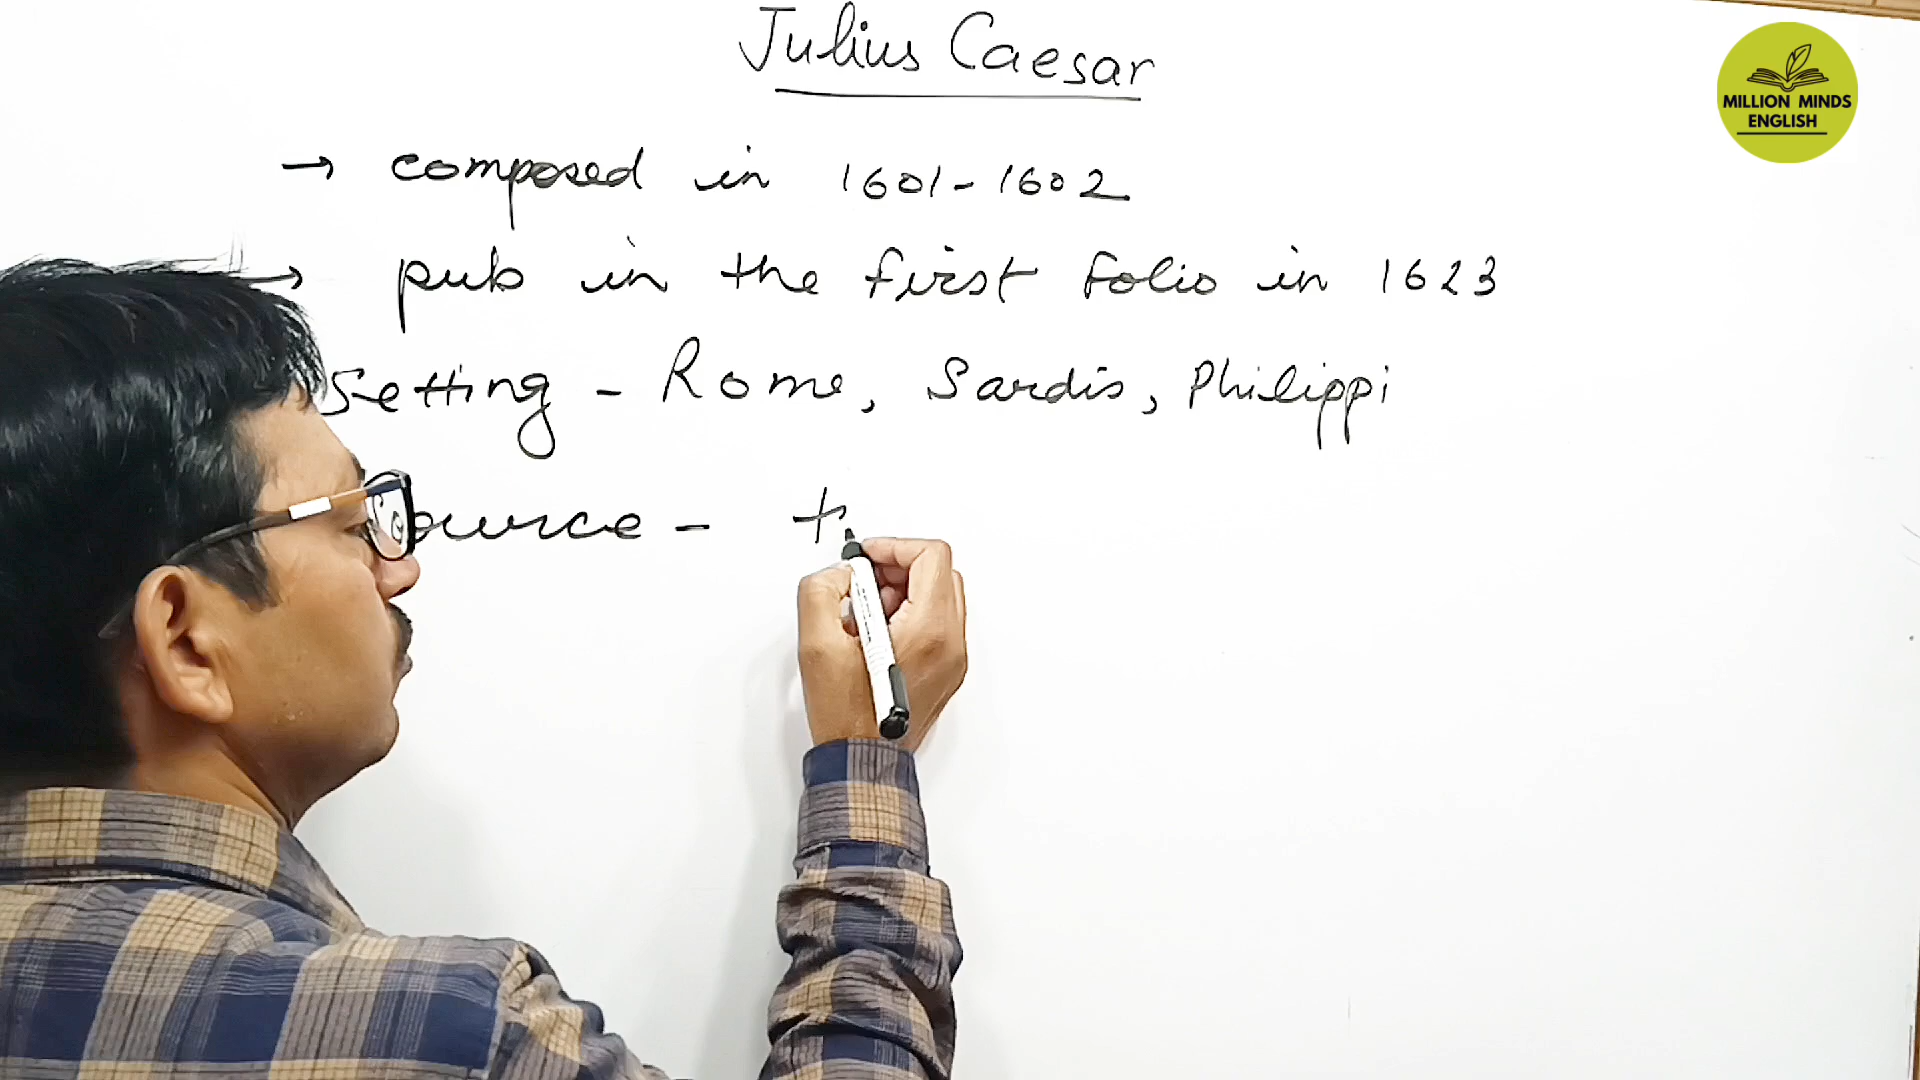 Julius Caesar
MILLION MINDS
ENGLISH
→ composed in 1601-1602
→ pub in the first folio in 1623
Setting - Rome, Sardis, Philippi
Source -